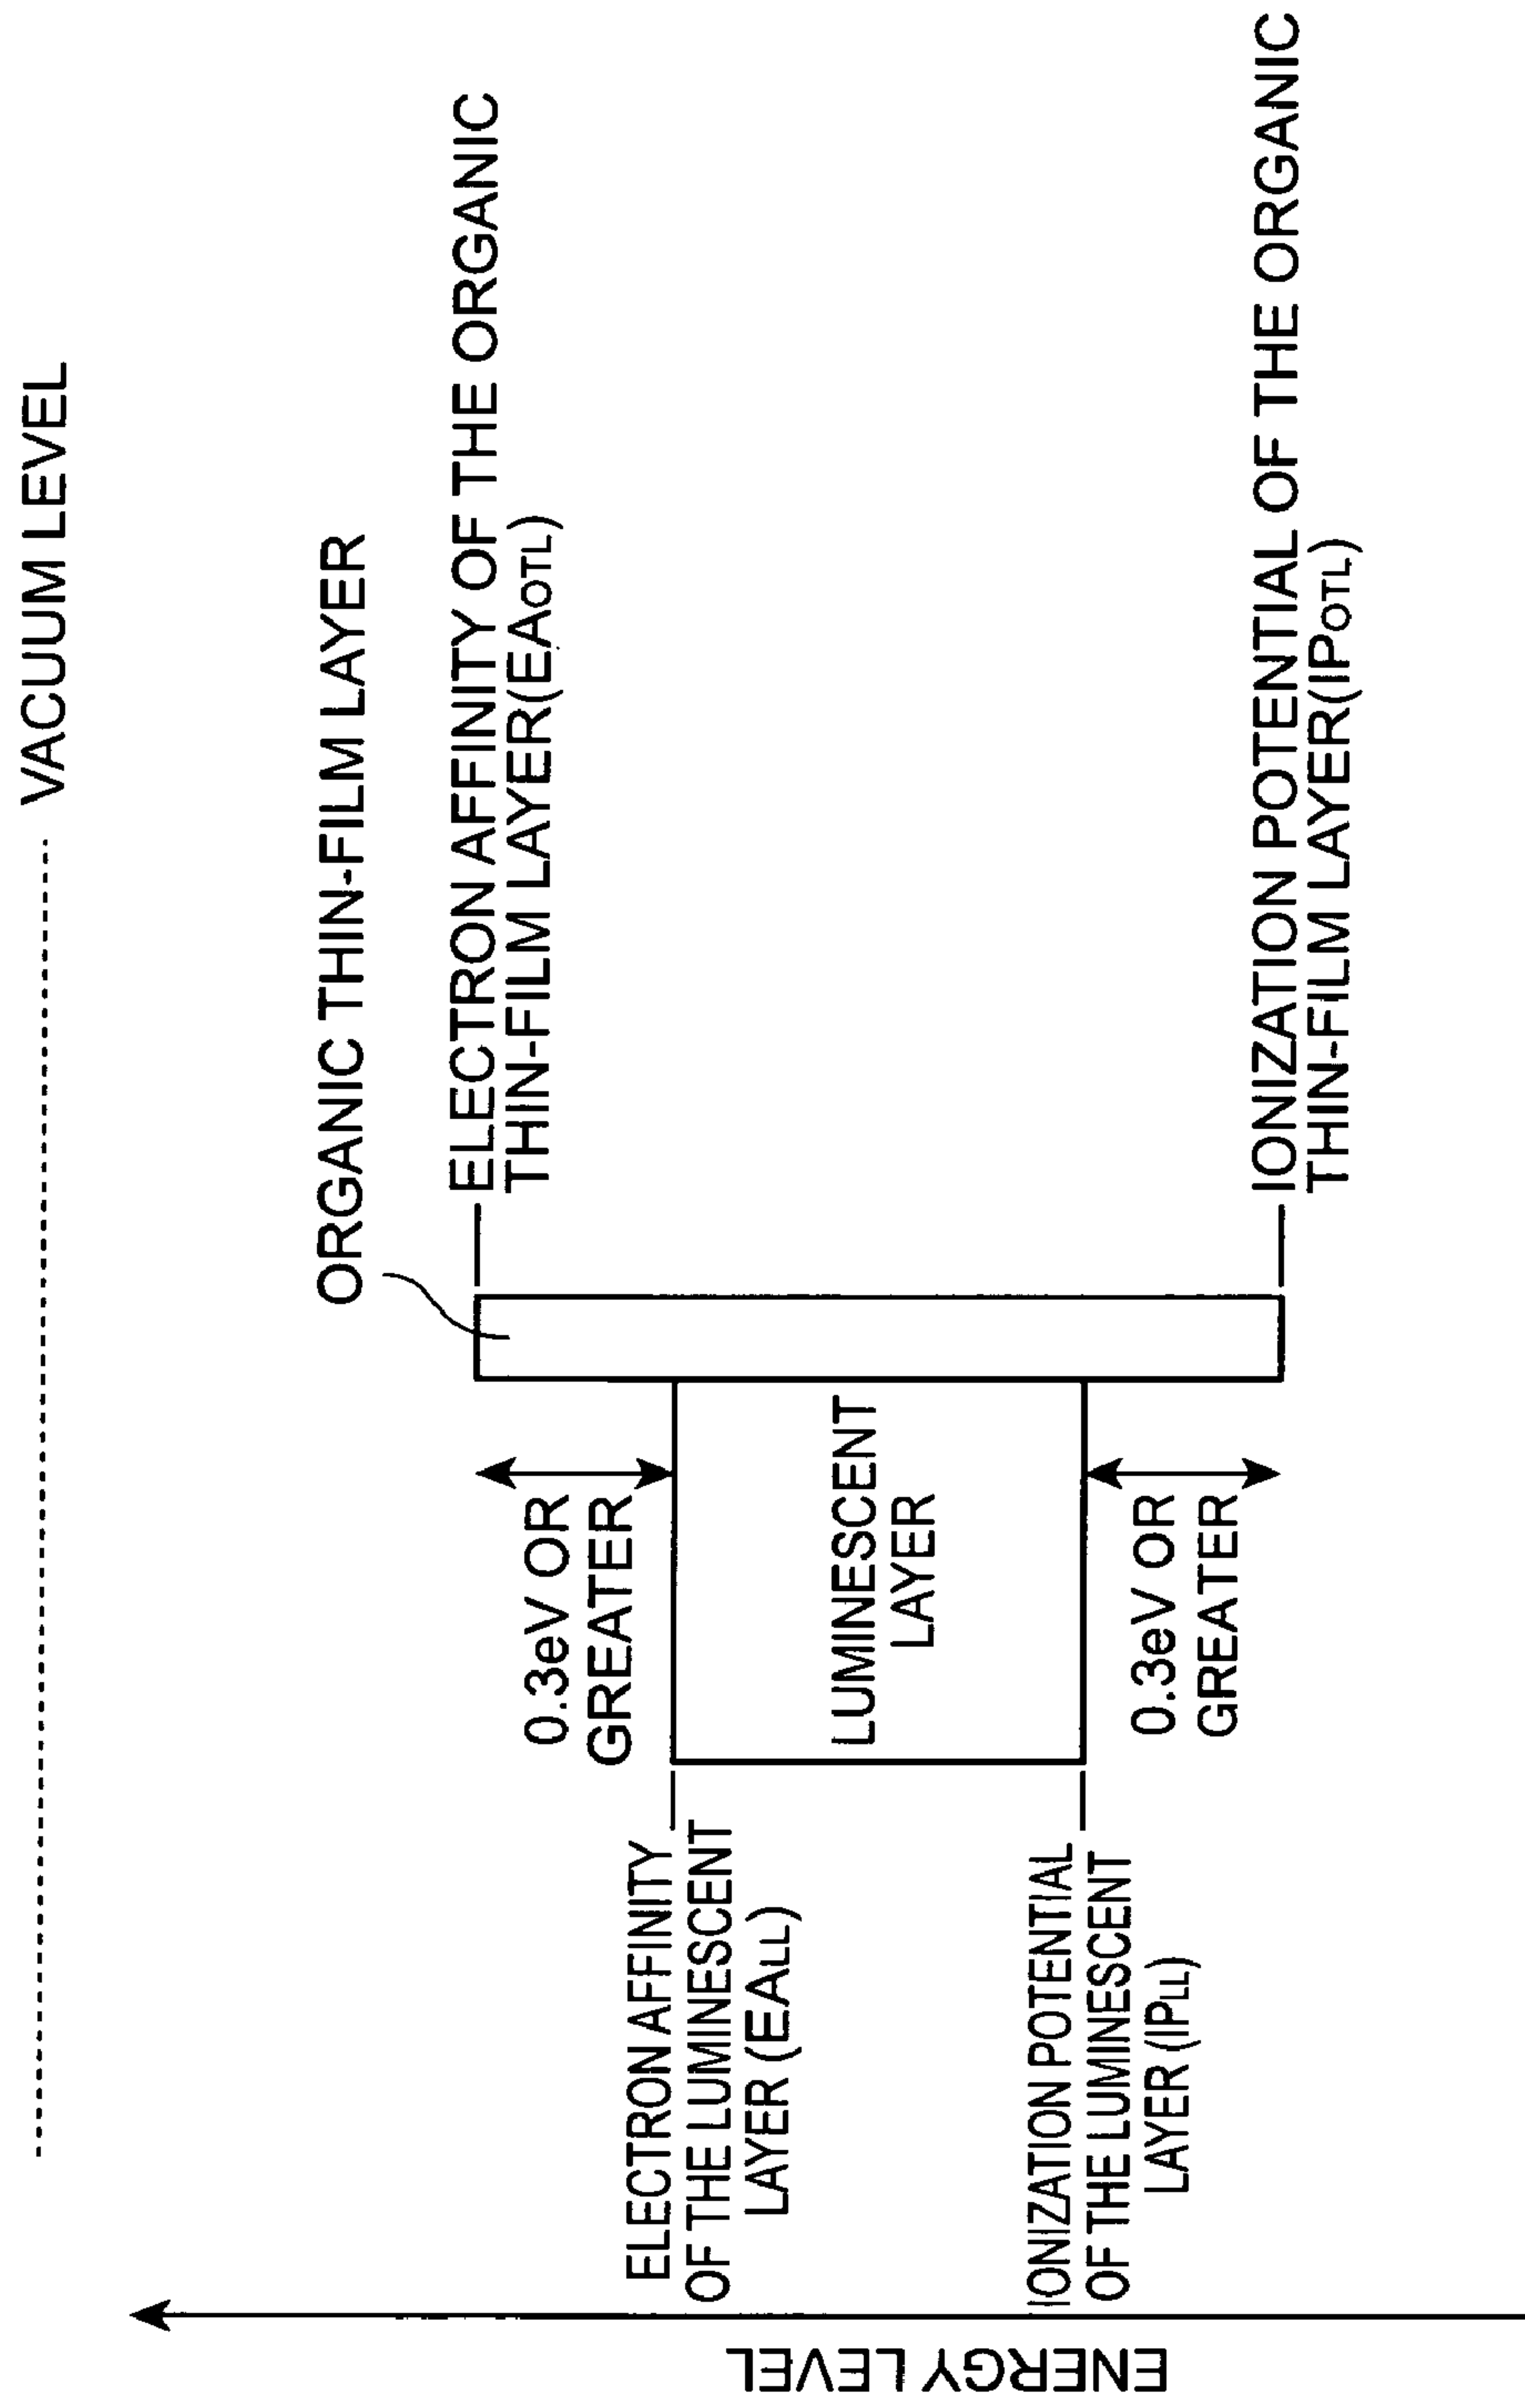 VACUUM LEVEL
ORGANIC THIN-FILM LAYER
ELECTRON AFFINITY OF THE ORGANIC
THIN-FILM LAYER(EAOTL)
0.3eV OR
GREATER
ELECTRON AFFINITY
OF THE LUMINESCENT
LAYER (EALL)
LUMINESCENT
LAYER
IONIZATION POTENTIAL
OF THE LUMINESCENT
LAYER (IPLL)
0.3eV OR
GREATER
IONIZATION POTENTIAL OF THE ORGANIC
THIN-FILM LAYER(IPOTL)
ENERGY LEVEL